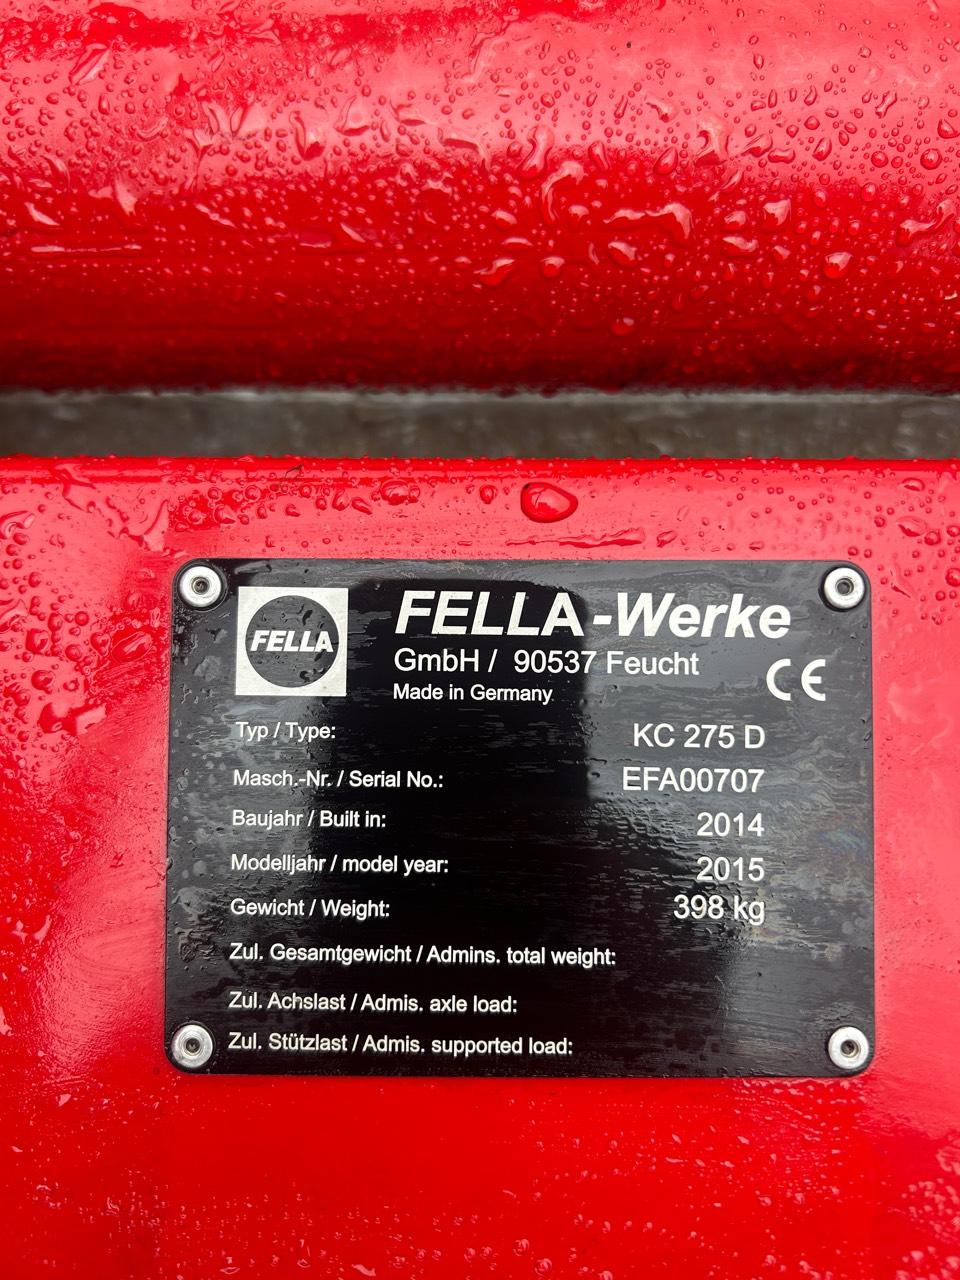 FELLA
FELLA-Werke
GmbH / 90537 Feucht
Made in Germany
CE
Typ / Type: KC 275 D
Masch.-Nr. / Serial No.: EFA00707
Baujahr / Built in: 2014
Modelljahr / model year: 2015
Gewicht / Weight: 398 kg
Zul. Gesamtgewicht / Admins. total weight:
Zul. Achslast / Admis. axle load:
Zul. Stützlast / Admis. supported load: